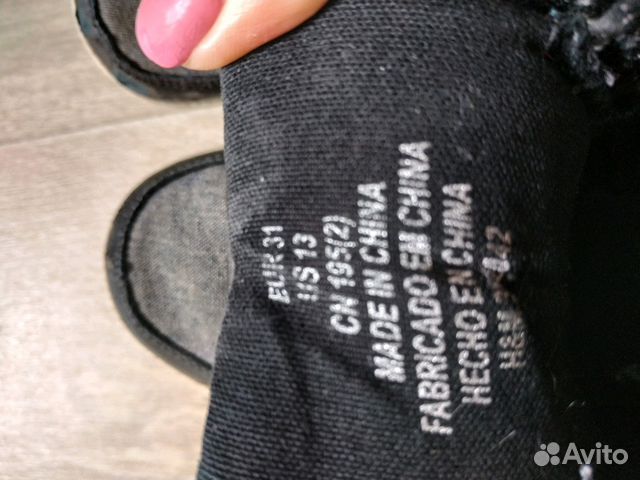 EUR 31
US 13
CN 195(2)
MADE IN CHINA
FABRICADO EM CHINA
HECHO EN CHINA
Avito